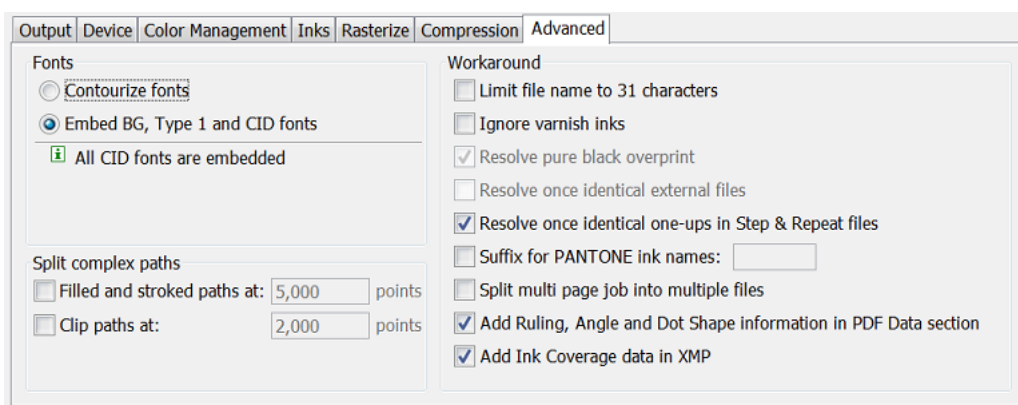 Output Device Color Management Inks Rasterize Compression Advanced
Fonts
Contourize fonts
Embed BG, Type 1 and CID fonts
All CID fonts are embedded
Split complex paths
Filled and stroked paths at: 5,000 points
Clip paths at: 2,000 points
Workaround
Limit file name to 31 characters
Ignore varnish inks
Resolve pure black overprint
Resolve once identical external files
Resolve once identical one-ups in Step & Repeat files
Suffix for PANTONE ink names:
Split multi page job into multiple files
Add Ruling, Angle and Dot Shape information in PDF Data section
Add Ink Coverage data in XMP